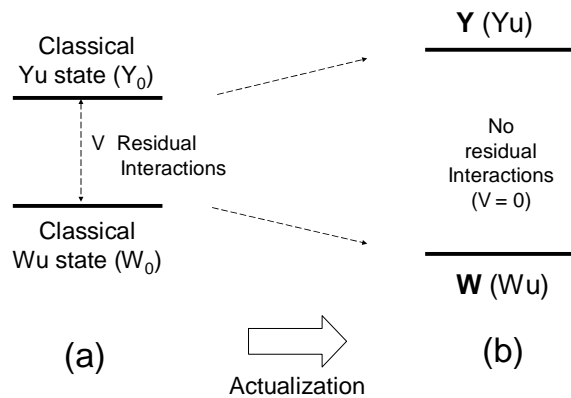 Classical
Yu state (Y₀)
V Residual
Interactions
Classical
Wu state (W₀)
(a)
Actualization
Y (Yu)
No
residual
Interactions
(V = 0)
W (Wu)
(b)